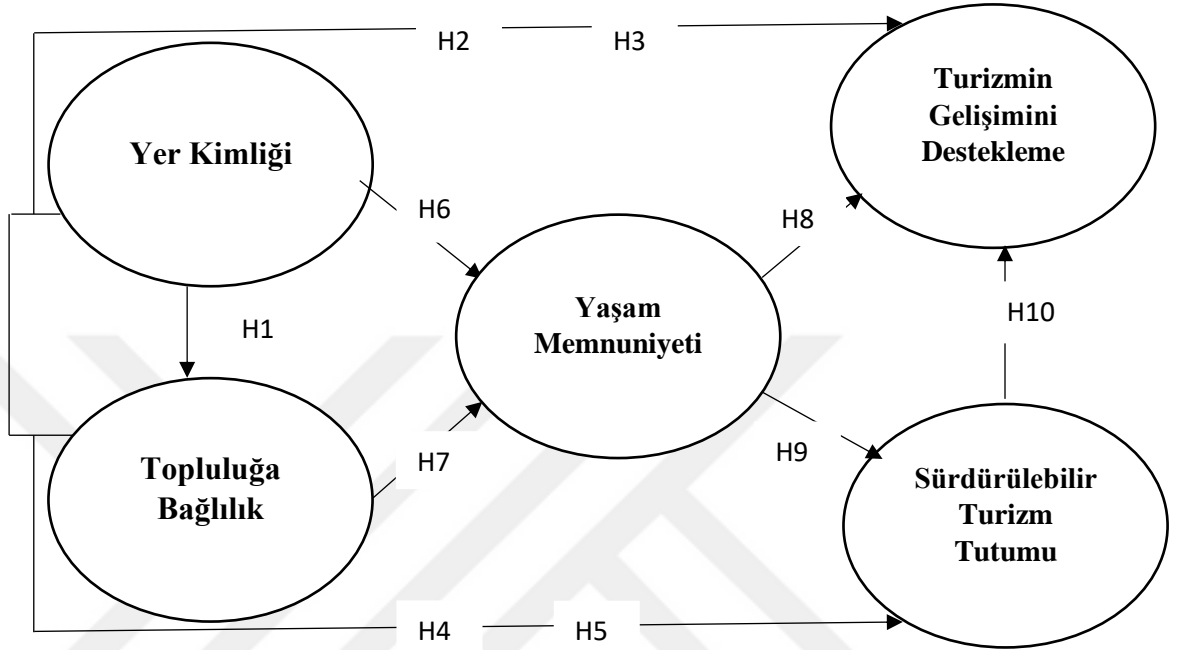 H2 H3
Turizmin
Gelişimini
Destekleme
Yer Kimliği
H6
H8
H1
Yaşam
Memnuniyeti
H10
H7
H9
Topluluğa
Bağlılık
Sürdürülebilir
Turizm
Tutumu
H4 H5